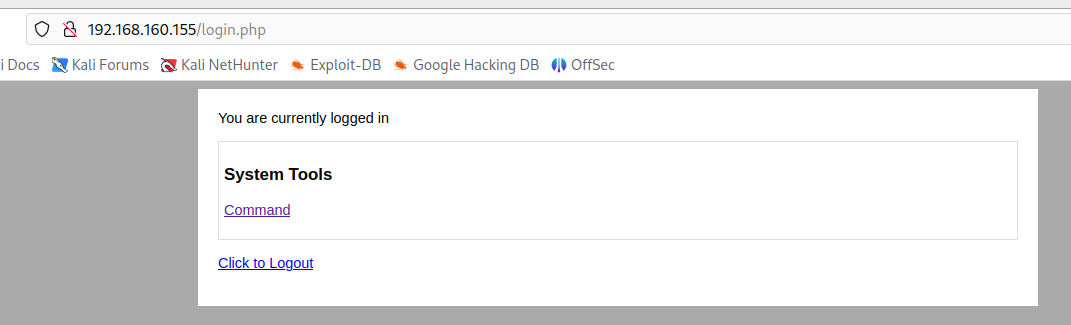 192.168.160.155/login.php
i Docs Kali Forums Kali NetHunter Exploit-DB Google Hacking DB OffSec
You are currently logged in
System Tools
Command
Click to Logout